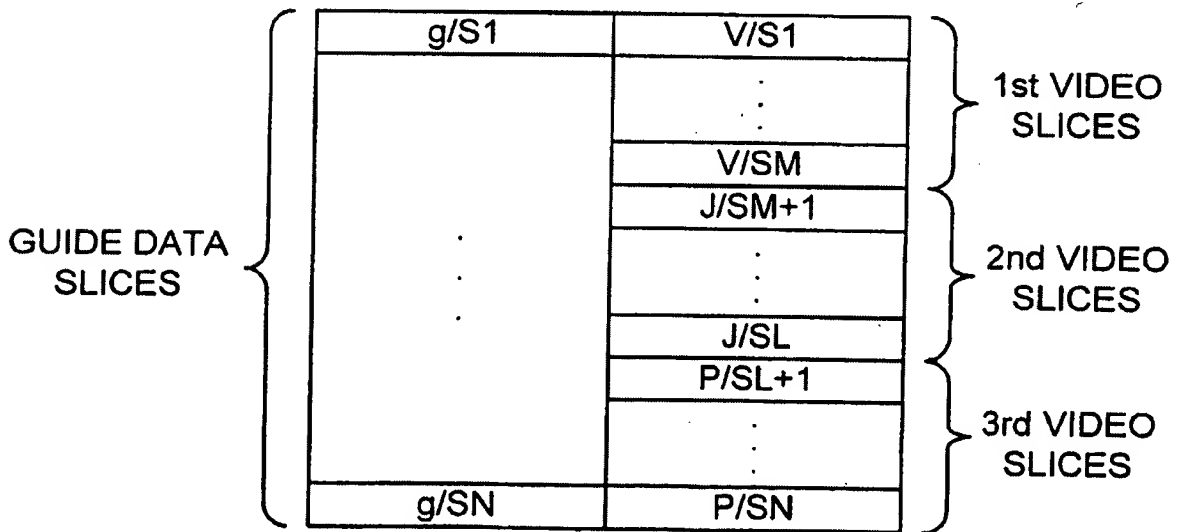 g/S1 V/S1
1st VIDEO
SLICES
V/SM
J/SM+1
GUIDE DATA
SLICES
2nd VIDEO
SLICES
J/SL
P/SL+1
3rd VIDEO
SLICES
g/SN P/SN